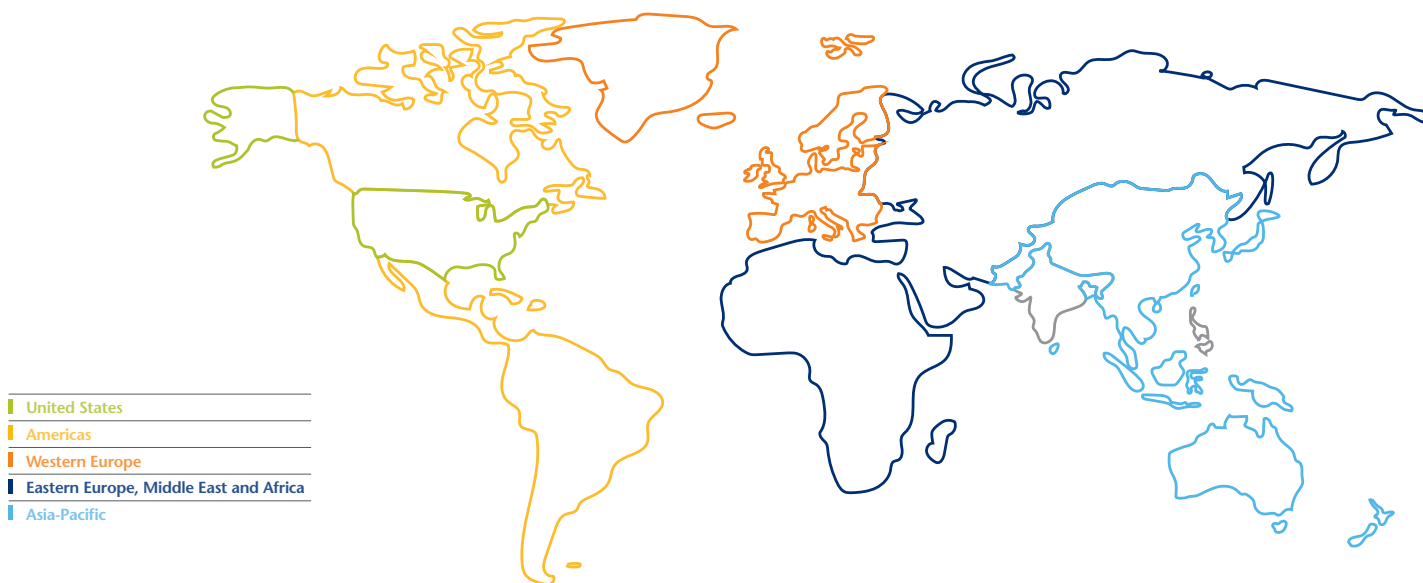 United States
Americas
Western Europe
Eastern Europe, Middle East and Africa
Asia-Pacific